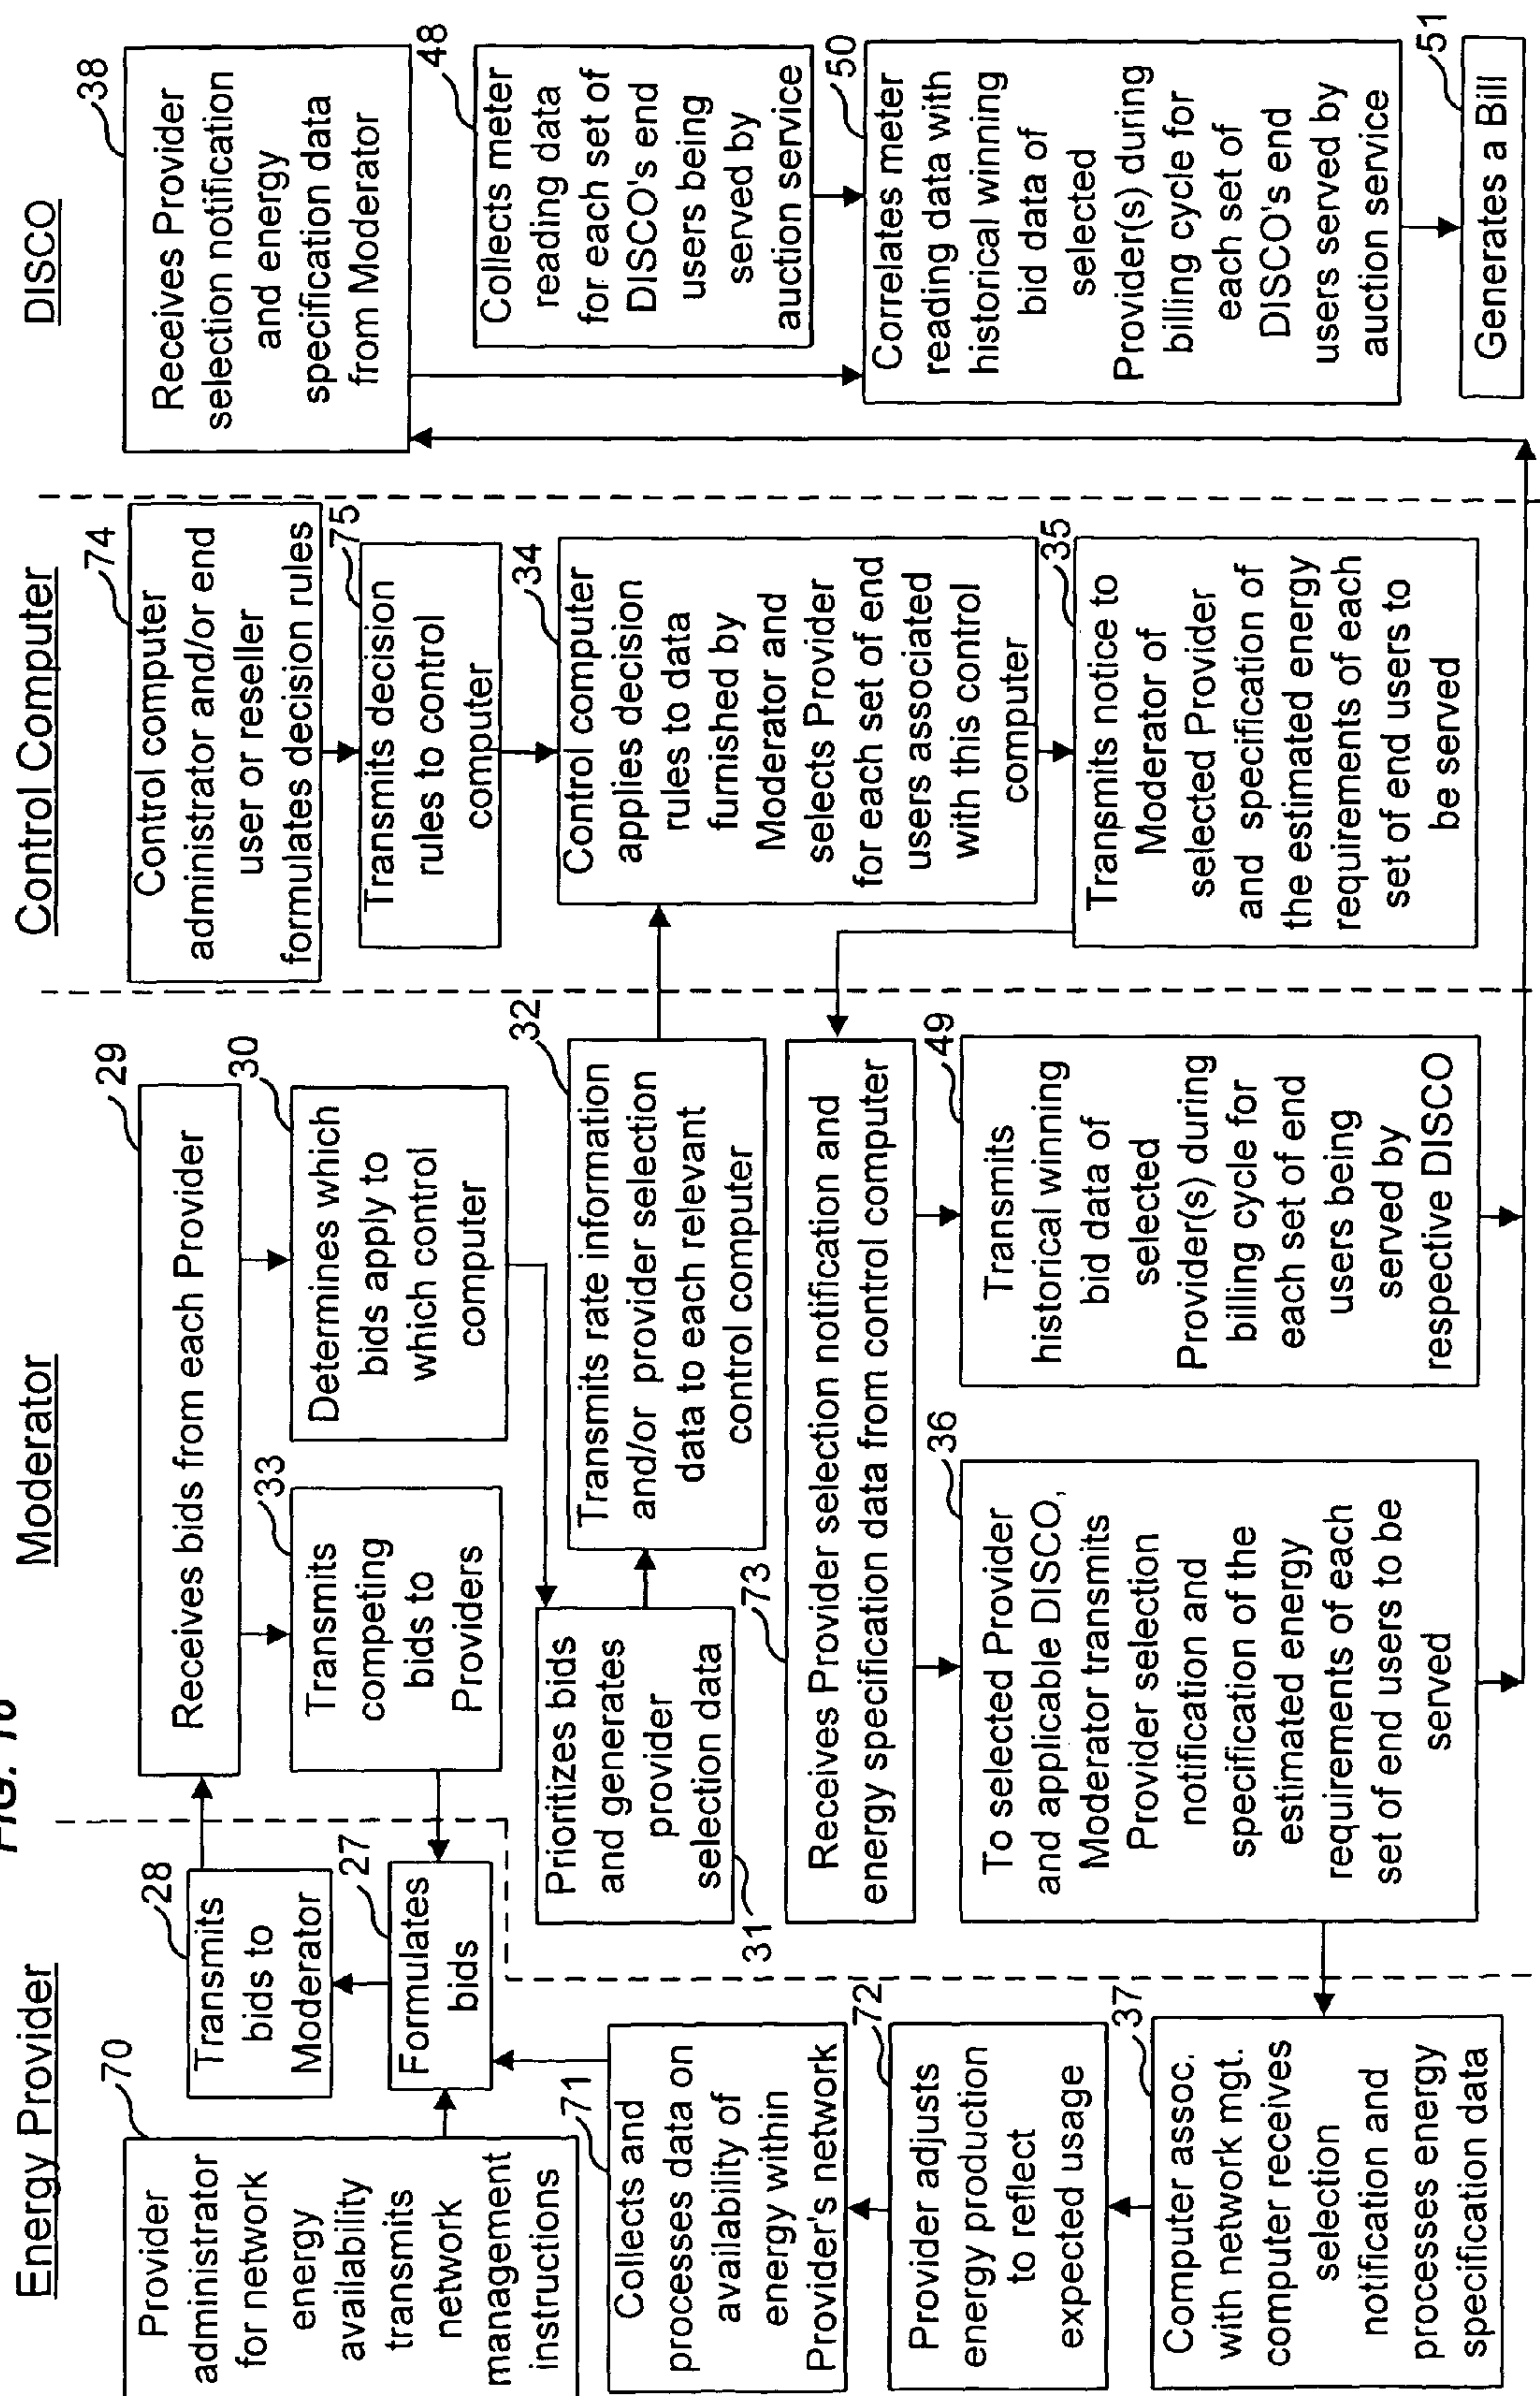 FIG. 10
Energy Provider
Moderator
Control Computer
DISCO
70
Provider
administrator
for network
energy
availability
transmits
network
management
instructions
28
Transmits
bids to
Moderator
27
Formulates
bids
71
Collects and
processes data on
availability of
energy within
Provider's network
72
Provider adjusts
energy production
to reflect
expected usage
37
Computer assoc.
with network mgt.
computer receives
selection
notification and
processes energy
specification data
29
Receives bids from each Provider
33
Transmits
competing
bids to
Providers
30
Determines which
bids apply to
which control
computer
Prioritizes bids
and generates
provider
selection data
31
32
Transmits rate information
and/or provider selection
data to each relevant
control computer
73
Receives Provider selection notification and
energy specification data from control computer
36
To selected Provider
and applicable DISCO,
Moderator transmits
Provider selection
notification and
specification of the
estimated energy
requirements of each
set of end users to be
served
49
Transmits
historical winning
bid data of
selected
Provider(s) during
billing cycle for
each set of end
users being
served by
respective DISCO
74
Control computer
administrator and/or end
user or reseller
formulates decision rules
75
Transmits decision
rules to control
computer
34
Control computer
applies decision
rules to data
furnished by
Moderator and
selects Provider
for each set of end
users associated
with this control
computer
35
Transmits notice to
Moderator of
selected Provider
and specification of
the estimated energy
requirements of each
set of end users to
be served
38
Receives Provider
selection notification
and energy
specification data
from Moderator
48
Collects meter
reading data
for each set of
DISCO's end
users being
served by
auction service
50
Correlates meter
reading data with
historical winning
bid data of
selected
Provider(s) during
billing cycle for
each set of
DISCO's end
users served by
auction service
51
Generates a Bill